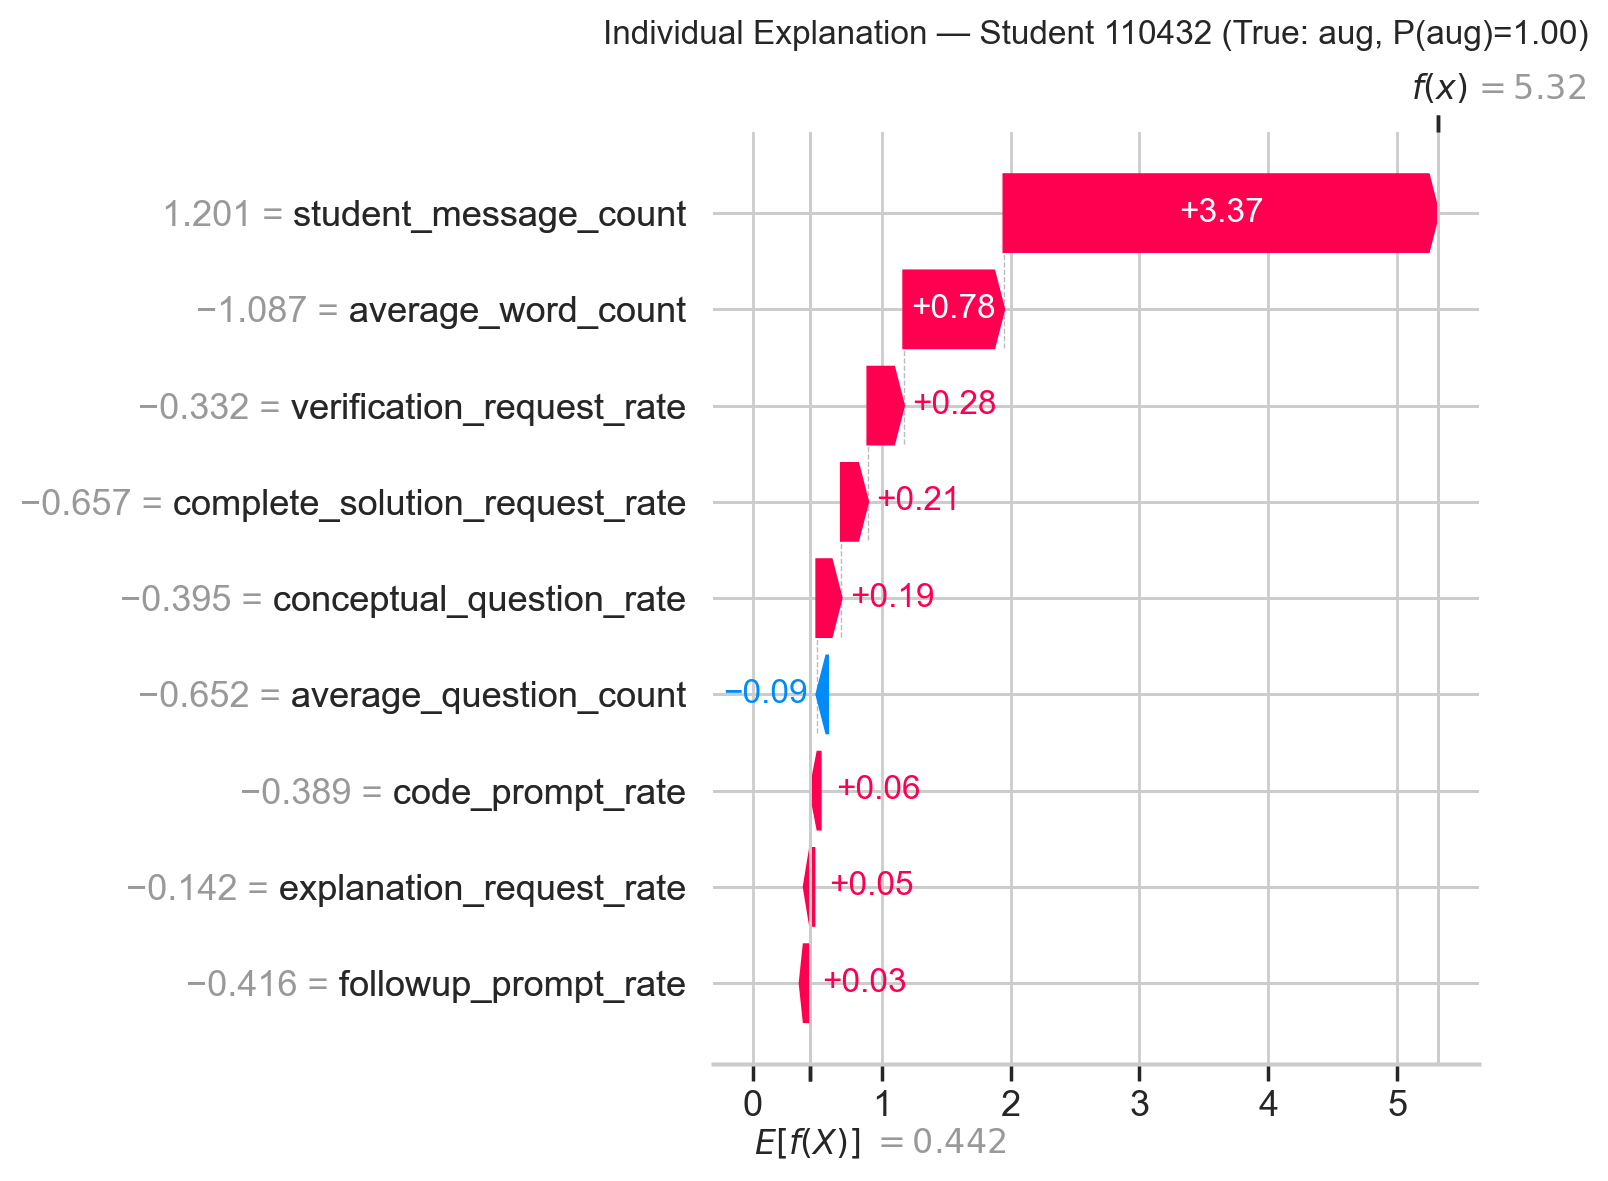 Individual Explanation — Student 110432 (True: aug, P(aug)=1.00)
f(x) = 5.32
1.201 = student_message_count +3.37
−1.087 = average_word_count +0.78
−0.332 = verification_request_rate +0.28
−0.657 = complete_solution_request_rate +0.21
−0.395 = conceptual_question_rate +0.19
−0.652 = average_question_count −0.09
−0.389 = code_prompt_rate +0.06
−0.142 = explanation_request_rate +0.05
−0.416 = followup_prompt_rate +0.03
0 1 2 3 4 5
E[f(X)] = 0.442